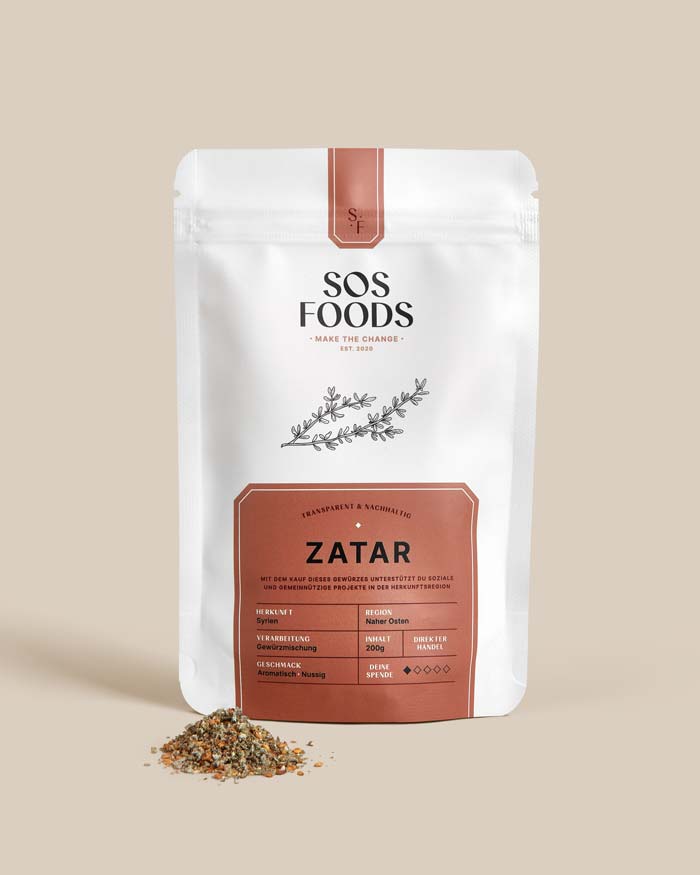 S.
.F
SOS
FOODS
· MAKE THE CHANGE ·
EST. 2020
TRANSPARENT & NACHHALTIG
ZATAR
MIT DEM KAUF DIESES GEWÜRZES UNTERSTÜTZT DU SOZIALE
UND GEMEINNÜTZIGE PROJEKTE IN DER HERKUNFTSREGION
HERKUNFT
Syrien
REGION
Naher Osten
VERARBEITUNG
Gewürzmischung
INHALT
200g
DIREKTER
HANDEL
GESCHMACK
Aromatisch · Nussig
DEINE
SPENDE